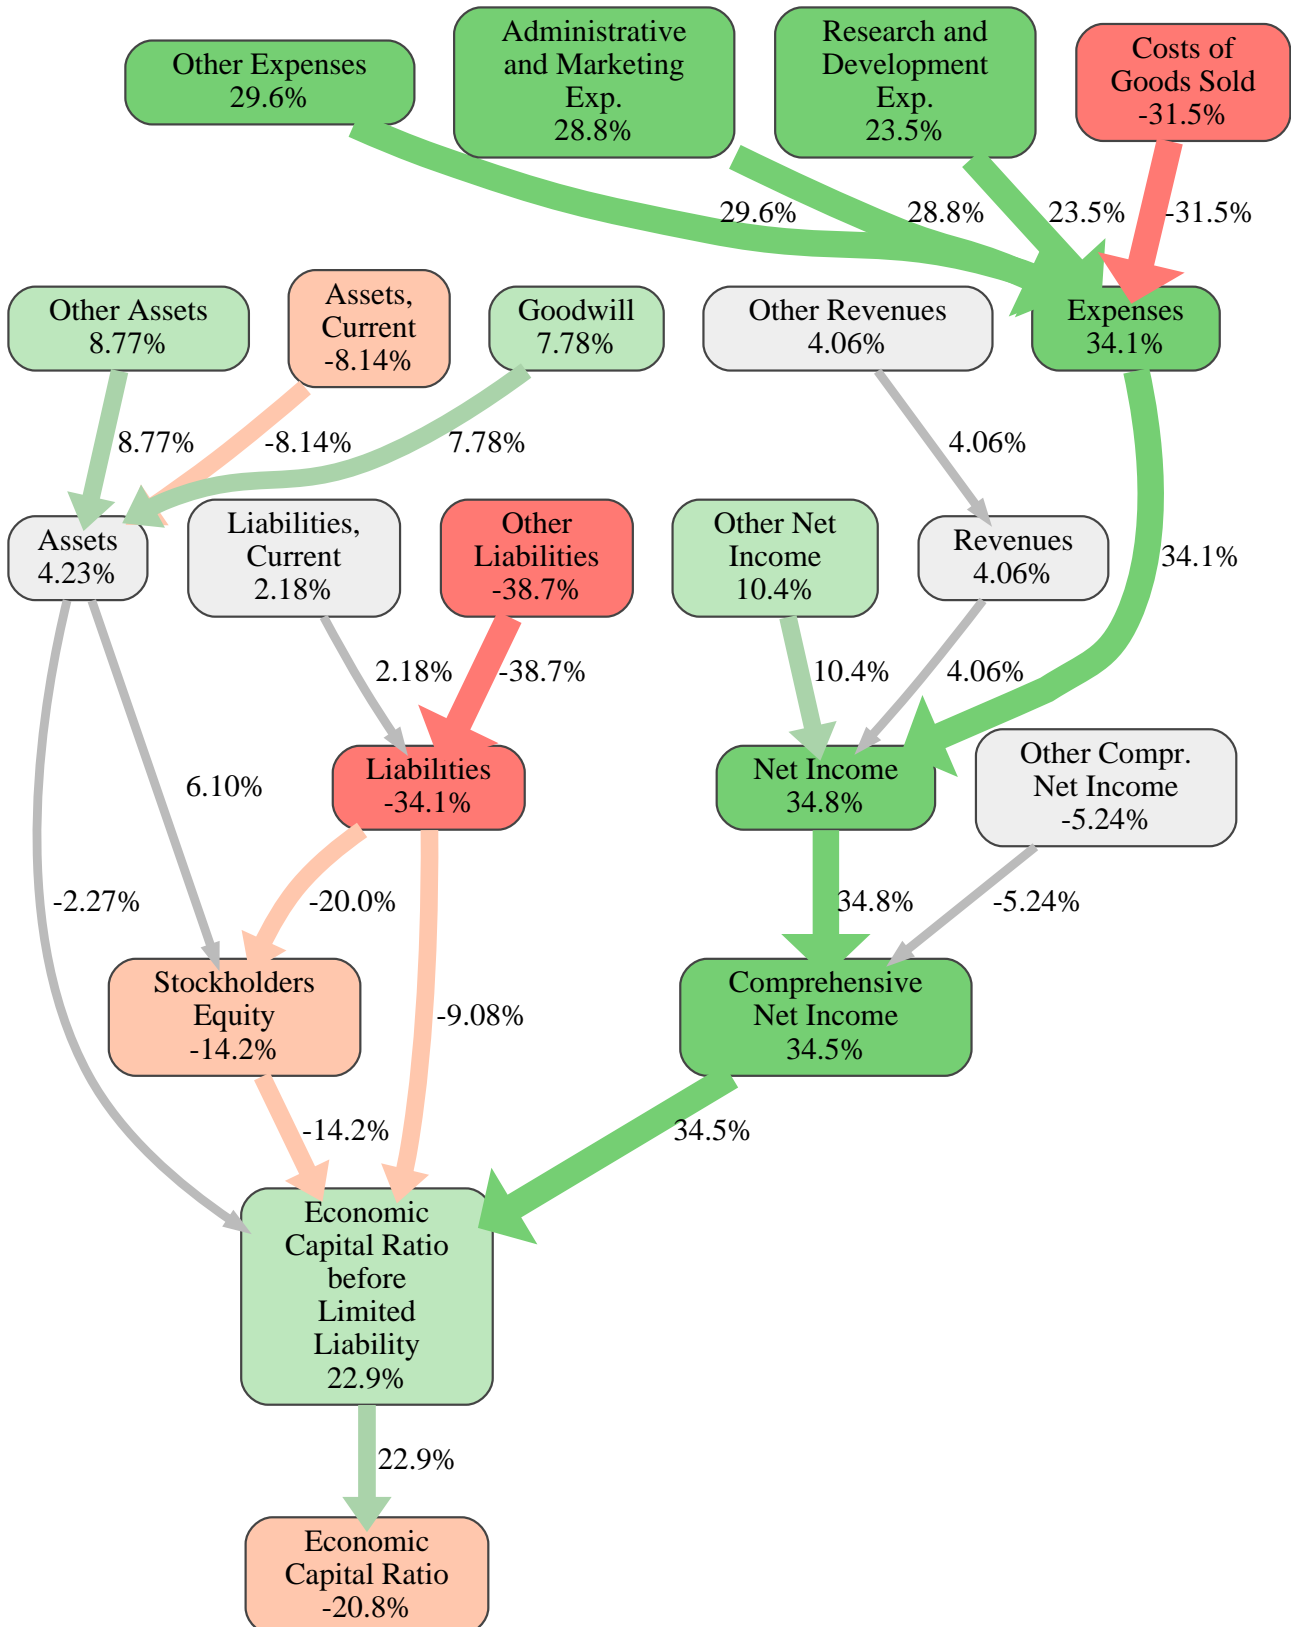 Other Expenses
29.6%
Administrative
and Marketing
Exp.
28.8%
Research and
Development
Exp.
23.5%
Costs of
Goods Sold
-31.5%
29.6%
28.8%
23.5%
-31.5%
Other Assets
8.77%
Assets,
Current
-8.14%
Goodwill
7.78%
Other Revenues
4.06%
Expenses
34.1%
8.77%
-8.14%
7.78%
4.06%
Assets
4.23%
Liabilities,
Current
2.18%
Other
Liabilities
-38.7%
Other Net
Income
10.4%
Revenues
4.06%
34.1%
2.18%
-38.7%
10.4%
4.06%
6.10%
Liabilities
-34.1%
Net Income
34.8%
Other Compr.
Net Income
-5.24%
-2.27%
-20.0%
34.8%
-5.24%
Stockholders
Equity
-14.2%
-9.08%
Comprehensive
Net Income
34.5%
-14.2%
34.5%
Economic
Capital Ratio
before
Limited
Liability
22.9%
22.9%
Economic
Capital Ratio
-20.8%